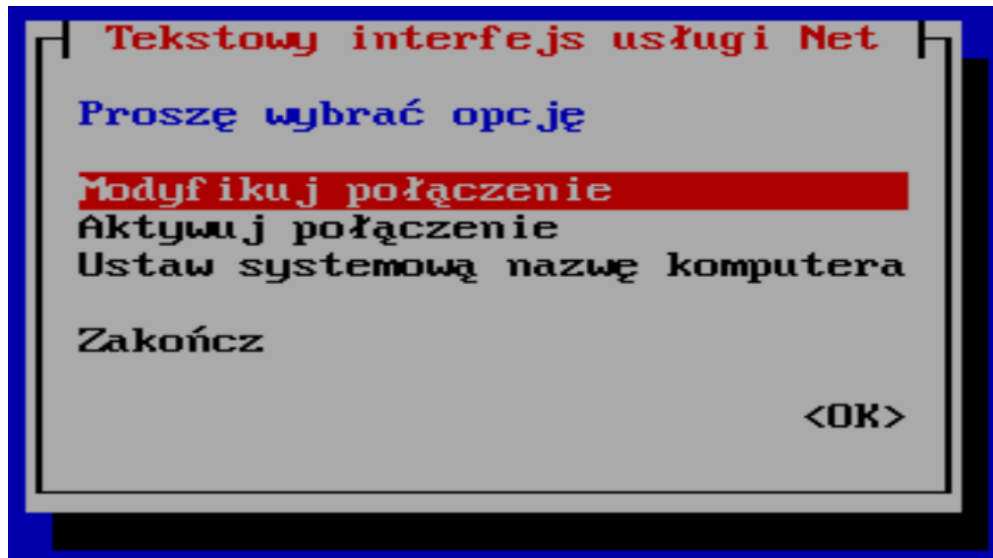 Tekstowy interfejs usługi Net
Proszę wybrać opcję
Modyfikuj połączenie
Aktywuj połączenie
Ustaw systemową nazwę komputera
Zakończ
<OK>